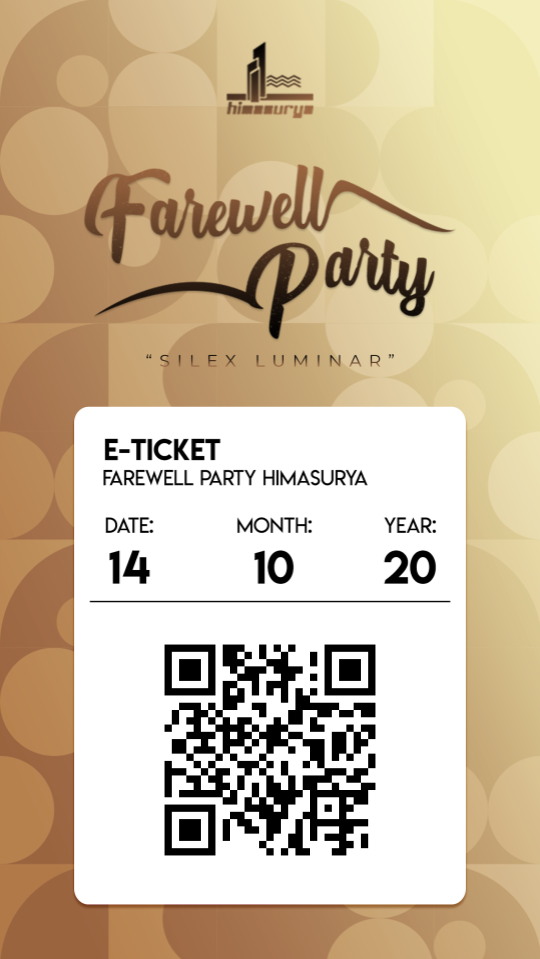 himasurya
Farewell
Party
“SILEX LUMINAR”
E-TICKET
FAREWELL PARTY HIMASURYA
DATE: MONTH: YEAR:
14 10 20